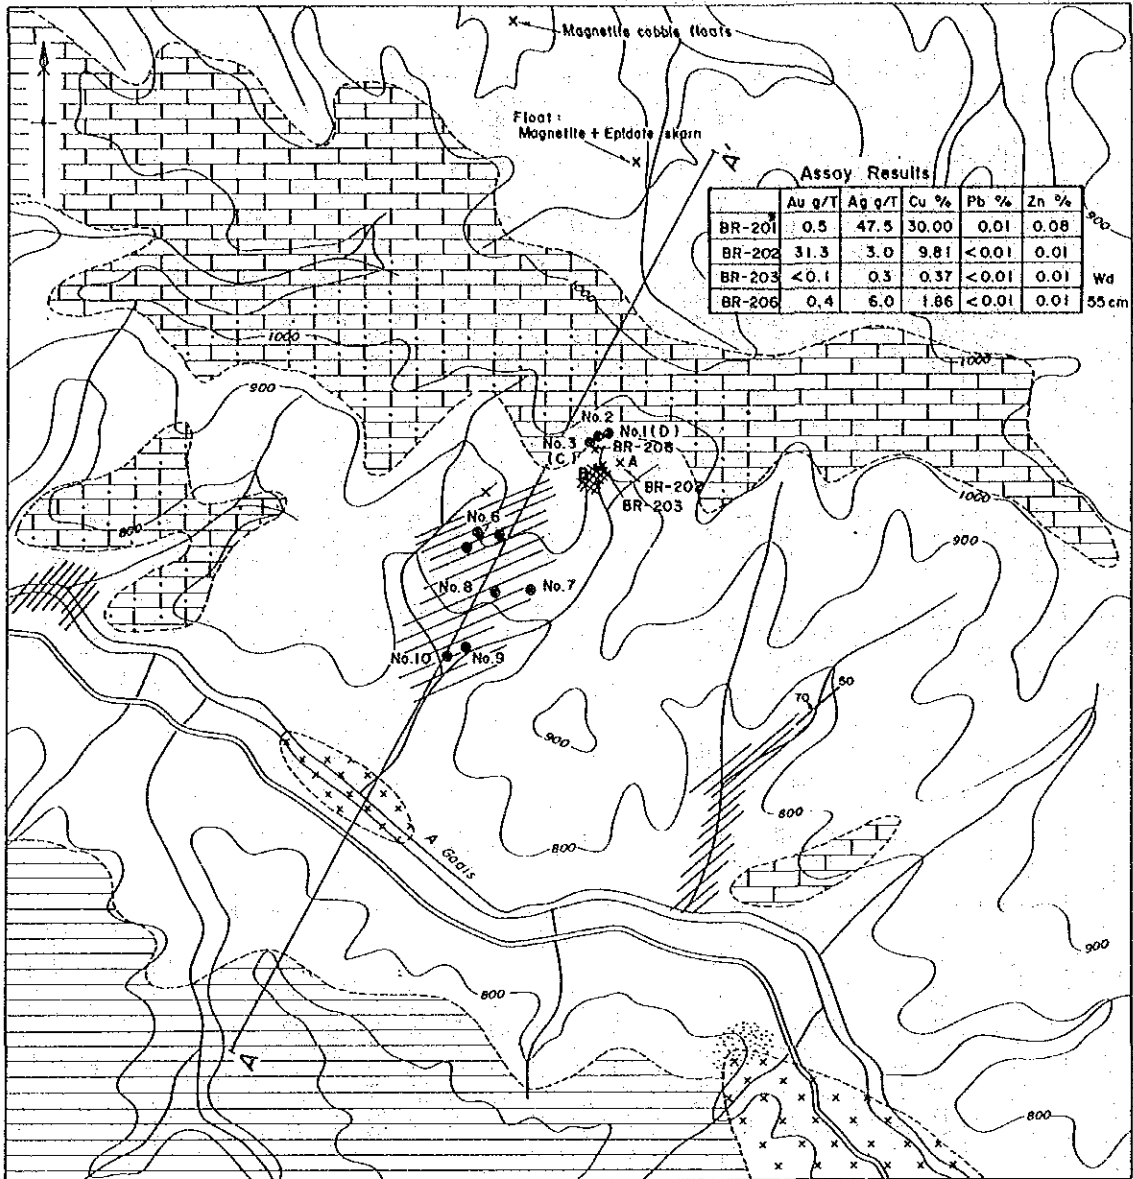 Magnetite cobble floats
Float:
Magnetite + Epidote skarn
A'
Assay Results
Au g/T Ag g/T Cu % Pb % Zn %
BR-201* 0.5 47.5 30.00 0.01 0.08
BR-202 31.3 3.0 9.81 <0.01 0.01
BR-203 <0.1 0.3 0.37 <0.01 0.01 Wd
BR-206 0.4 6.0 1.86 <0.01 0.01 55cm
900
1000
1000
900
1000
No.2
No.1(D)
No.3
(C)
BR-206
A
B
BR-202
BR-203
1000
800
No.6
900
No.8
No.7
No.10
No.9
70
50
900
800
800
A Gods
900
800
A
800